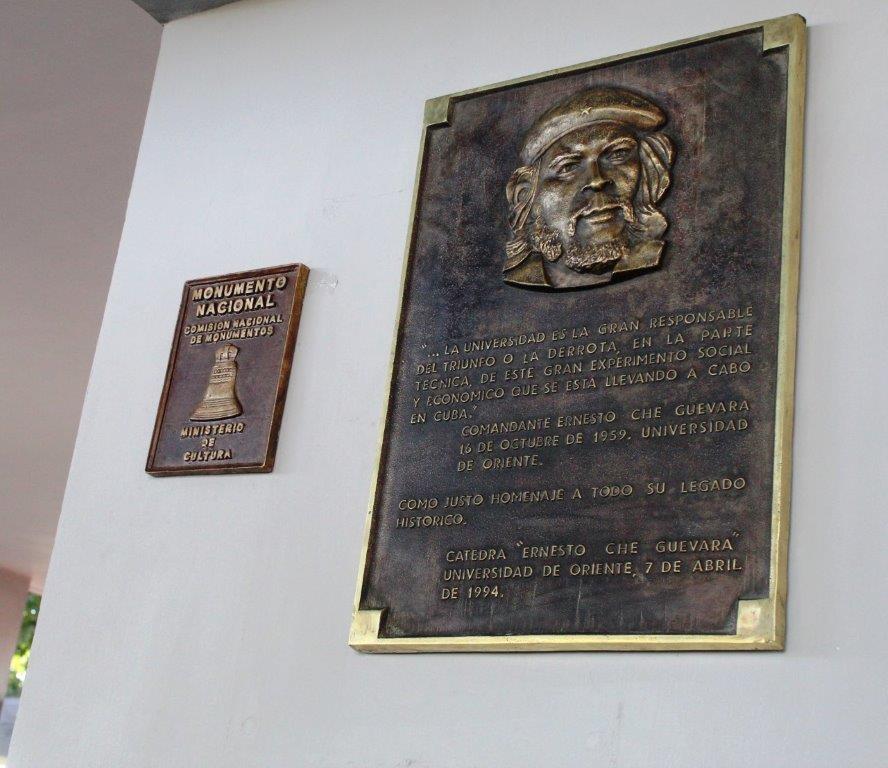 MONUMENTO
NACIONAL
COMISION NACIONAL
DE MONUMENTOS
MINISTERIO
DE
CULTURA
"... LA UNIVERSIDAD ES LA GRAN RESPONSABLE
DEL TRIUNFO O LA DERROTA, EN LA PARTE
TECNICA, DE ESTE GRAN EXPERIMENTO SOCIAL
Y ECONOMICO QUE SE ESTA LLEVANDO A CABO
EN CUBA."
COMANDANTE ERNESTO CHE GUEVARA
16 DE OCTUBRE DE 1959. UNIVERSIDAD
DE ORIENTE.
COMO JUSTO HOMENAJE A TODO SU LEGADO
HISTORICO.
CATEDRA "ERNESTO CHE GUEVARA"
UNIVERSIDAD DE ORIENTE, 7 DE ABRIL
DE 1994.